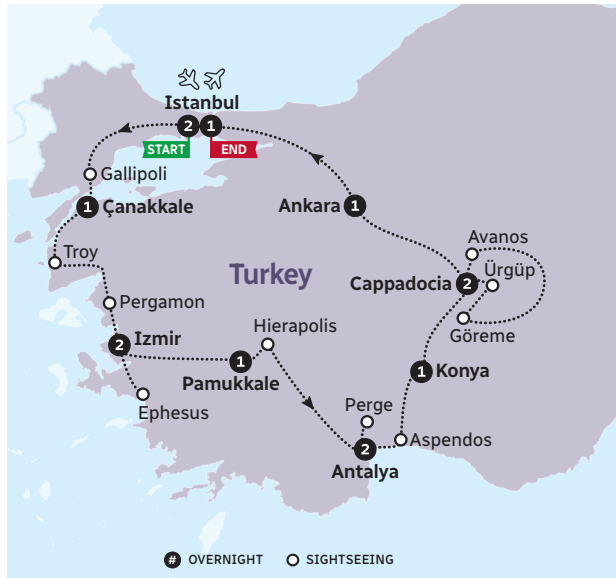 Istanbul
2
1
START
END
Gallipoli
1
Çanakkale
Ankara
1
Avanos
Troy
Turkey
Cappadocia
2
Ürgüp
Pergamon
Göreme
Hierapolis
2
Izmir
1
Pamukkale
1
Konya
Ephesus
Perge
Aspendos
2
Antalya
# OVERNIGHT
SIGHTSEEING